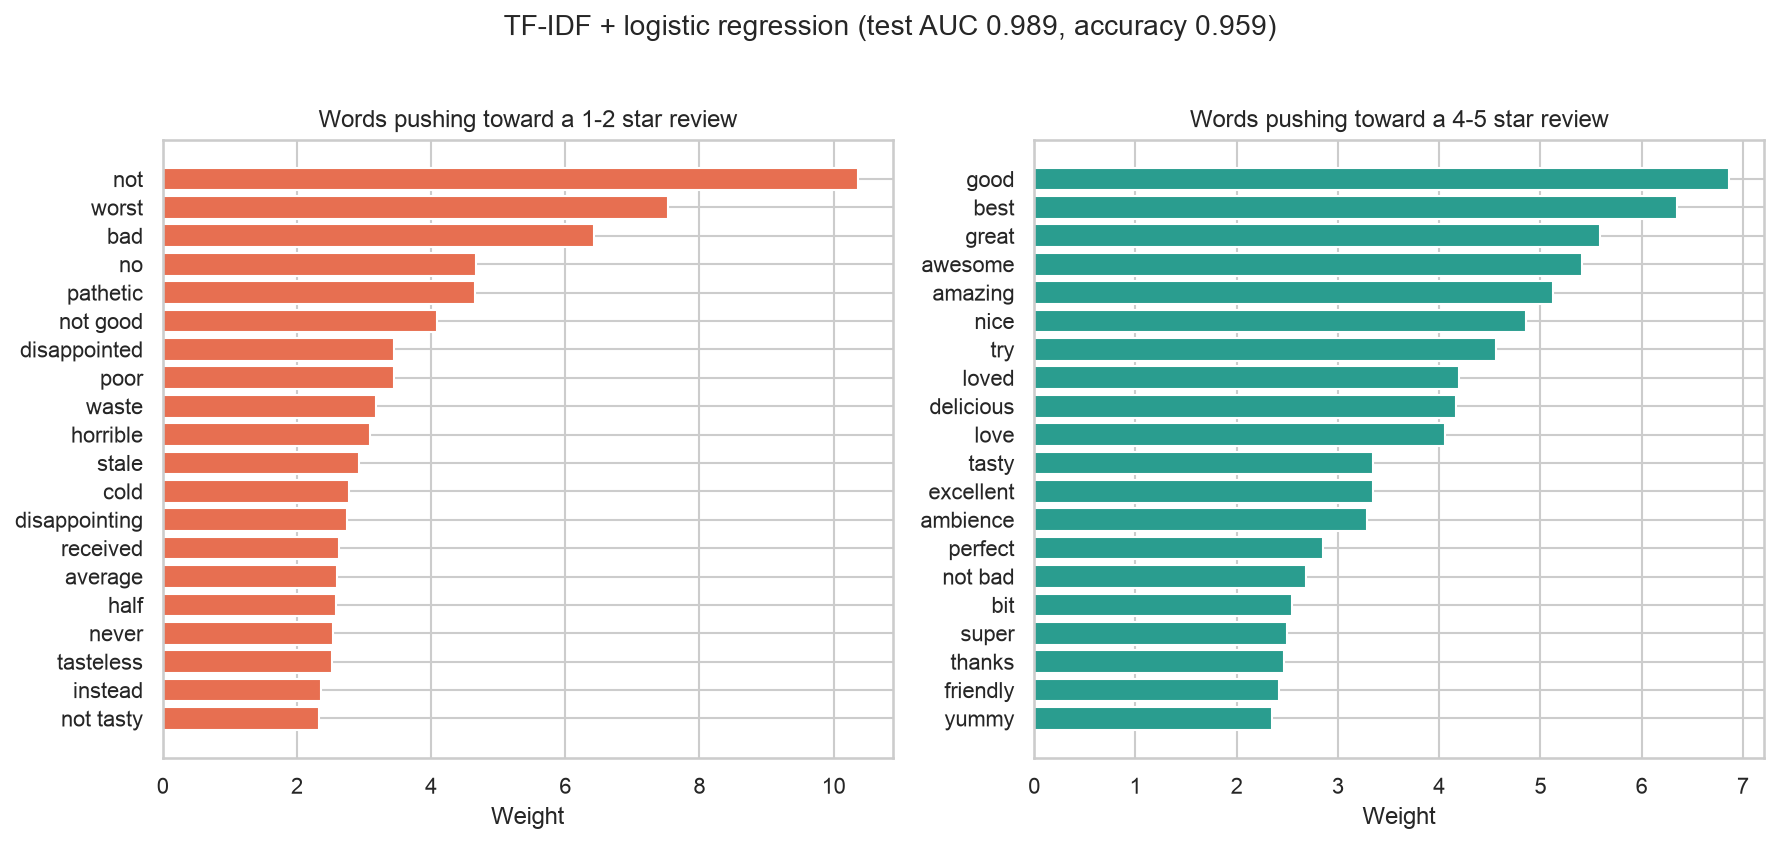 TF-IDF + logistic regression (test AUC 0.989, accuracy 0.959)
Words pushing toward a 1-2 star review
not
worst
bad
no
pathetic
not good
disappointed
poor
waste
horrible
stale
cold
disappointing
received
average
half
never
tasteless
instead
not tasty
0 2 4 6 8 10
Weight
Words pushing toward a 4-5 star review
good
best
great
awesome
amazing
nice
try
loved
delicious
love
tasty
excellent
ambience
perfect
not bad
bit
super
thanks
friendly
yummy
0 1 2 3 4 5 6 7
Weight